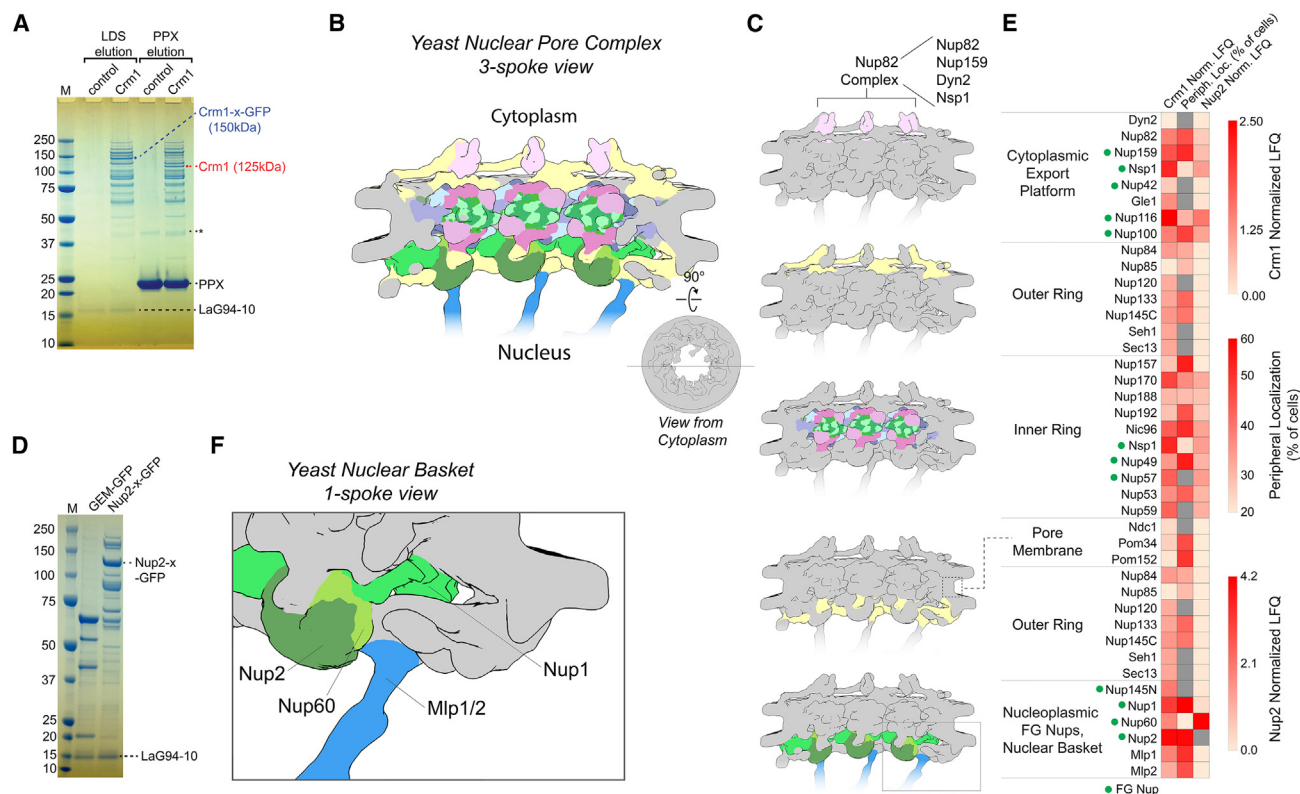 A
LDS elution
PPX elution
control
Crm1
control
Crm1
M
250
150
100
75
50
37
25
20
15
10
Crm1-x-GFP
(150kDa)
Crm1 (125kDa)
*
PPX
LaG94-10
B
Yeast Nuclear Pore Complex
3-spoke view
Cytoplasm
Nucleus
90°
View from
Cytoplasm
C
Nup82
Complex
Nup82
Nup159
Dyn2
Nsp1
D
M
GEM-GFP
Nup2-x-GFP
250
150
100
75
50
37
25
20
15
10
Nup2-x
-GFP
LaG94-10
F
Yeast Nuclear Basket
1-spoke view
Nup2
Nup60
Mlp1/2
Nup1
E
Crm1 Norm. LFQ
Periph. Loc. (% of cells)
Nup2 Norm. LFQ
Cytoplasmic
Export
Platform
Dyn2
Nup82
Nup159
Nsp1
Nup42
Gle1
Nup116
Nup100
Outer Ring
Nup84
Nup85
Nup120
Nup133
Nup145C
Seh1
Sec13
Inner Ring
Nup157
Nup170
Nup188
Nup192
Nic96
Nsp1
Nup49
Nup57
Nup53
Nup59
Pore
Membrane
Ndc1
Pom34
Pom152
Outer Ring
Nup84
Nup85
Nup120
Nup133
Nup145C
Seh1
Sec13
Nucleoplasmic
FG Nups,
Nuclear Basket
Nup145N
Nup1
Nup60
Nup2
Mlp1
Mlp2
FG Nup
2.50
1.25
0.00
Crm1 Normalized LFQ
60
50
40
30
20
Peripheral Localization
(% of cells)
4.2
2.1
0.0
Nup2 Normalized LFQ